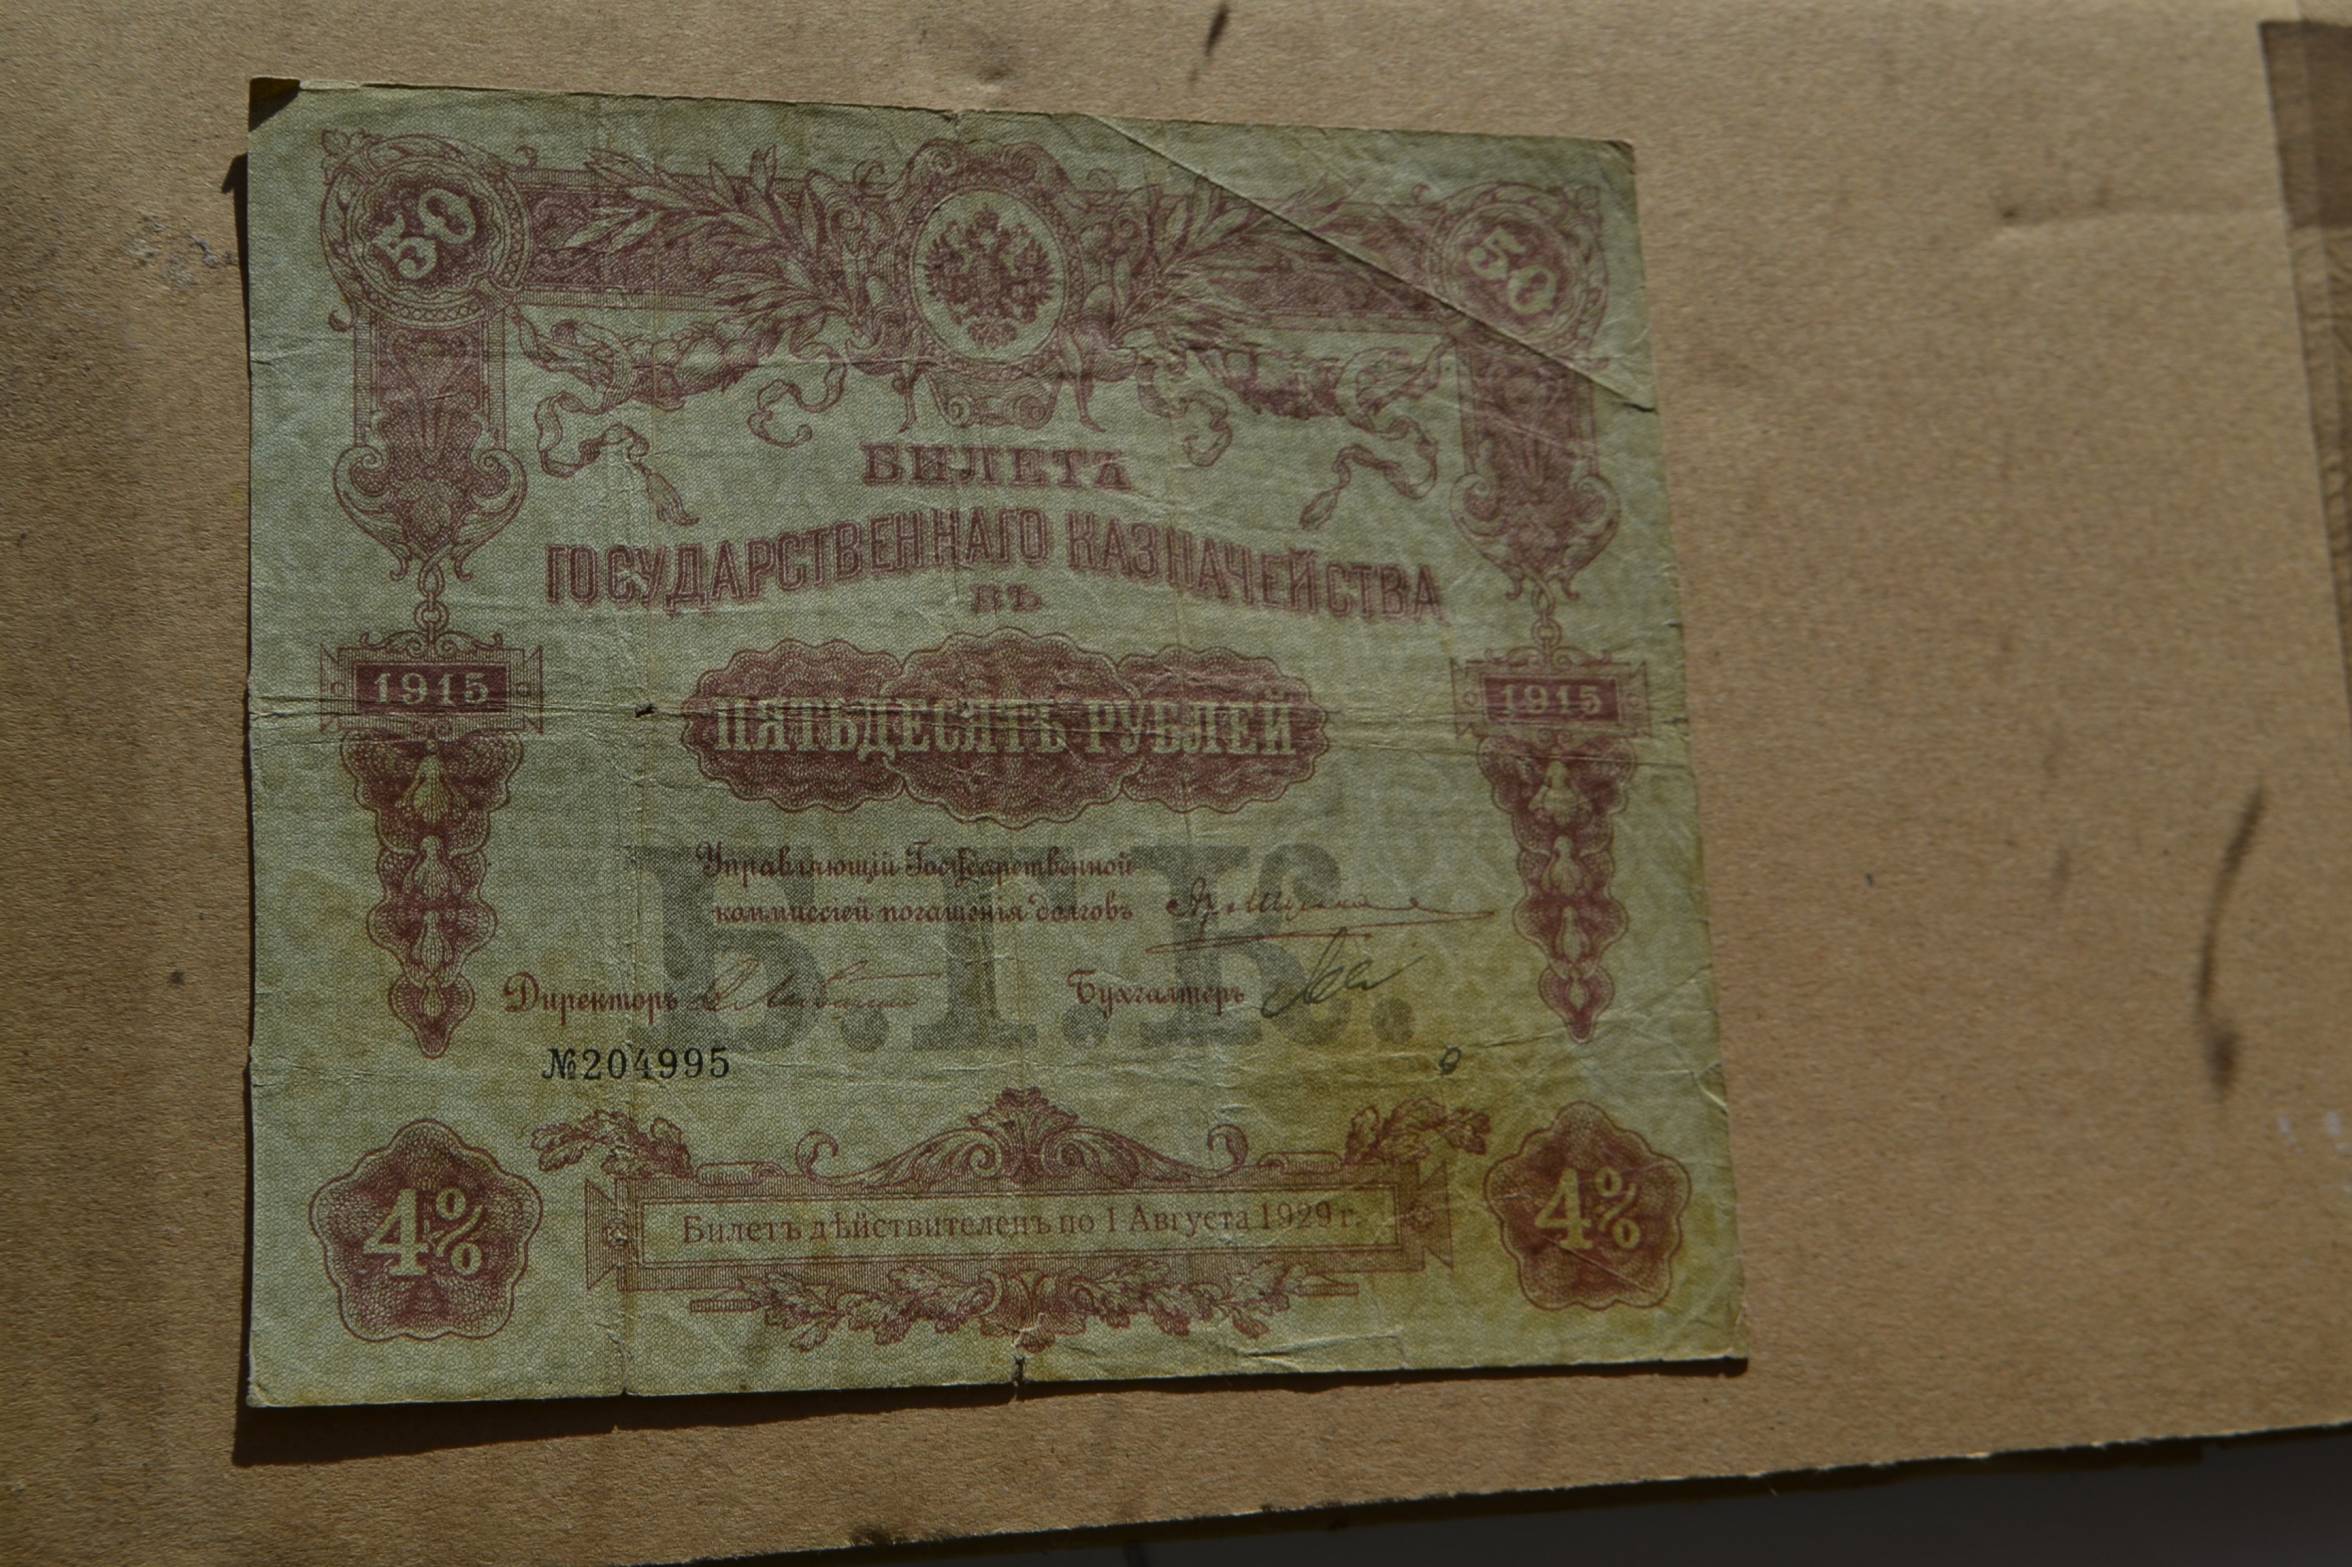 50 50
БИЛЕТЪ
ГОСУДАРСТВЕННАГО КАЗНАЧЕЙСТВА
ВЪ
1915 1915
ПЯТЬДЕСЯТЪ РУБЛЕЙ
Управляющій Государственной
коммиссіей погашенія долговъ
Б.Г.К.
Директоръ Бухгалтеръ
№204995
4% 4%
Билетъ дѣйствителенъ по 1 Августа 1929 г.